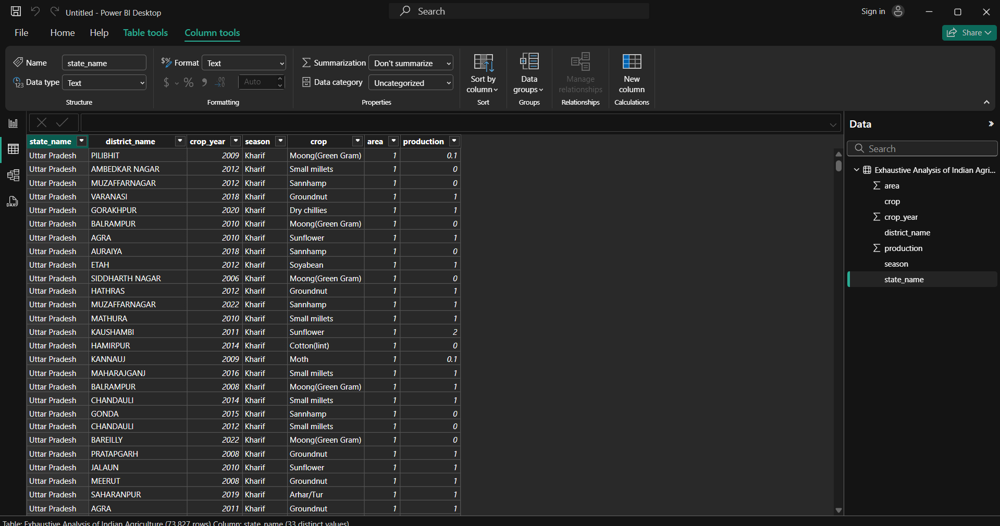 Untitled - Power BI Desktop
Search
Sign in
File Home Help Table tools Column tools
Share
Name state_name
Data type Text
Structure
$% Format Text
$ % , .00 Auto
Formatting
Summarization Don't summarize
Data category Uncategorized
Properties
Sort by
column
Sort
Data
groups
Groups
Manage
relationships
Relationships
New
column
Calculations
DAX
state_name district_name crop_year season crop area production
Uttar Pradesh PILIBHIT 2009 Kharif Moong(Green Gram) 1 0.1
Uttar Pradesh AMBEDKAR NAGAR 2012 Kharif Small millets 1 0
Uttar Pradesh MUZAFFARNAGAR 2012 Kharif Sannhamp 1 0
Uttar Pradesh VARANASI 2018 Kharif Groundnut 1 1
Uttar Pradesh GORAKHPUR 2020 Kharif Dry chillies 1 1
Uttar Pradesh BALRAMPUR 2010 Kharif Moong(Green Gram) 1 0
Uttar Pradesh AGRA 2010 Kharif Sunflower 1 1
Uttar Pradesh AURAIYA 2018 Kharif Sannhamp 1 0
Uttar Pradesh ETAH 2012 Kharif Soyabean 1 1
Uttar Pradesh SIDDHARTH NAGAR 2006 Kharif Moong(Green Gram) 1 0
Uttar Pradesh HATHRAS 2012 Kharif Groundnut 1 1
Uttar Pradesh MUZAFFARNAGAR 2022 Kharif Sannhamp 1 1
Uttar Pradesh MATHURA 2010 Kharif Small millets 1 1
Uttar Pradesh KAUSHAMBI 2011 Kharif Sunflower 1 2
Uttar Pradesh HAMIRPUR 2014 Kharif Cotton(lint) 1 0
Uttar Pradesh KANNAUJ 2009 Kharif Moth 1 0.1
Uttar Pradesh MAHARAJGANJ 2016 Kharif Small millets 1 1
Uttar Pradesh BALRAMPUR 2008 Kharif Moong(Green Gram) 1 1
Uttar Pradesh CHANDAULI 2014 Kharif Small millets 1 1
Uttar Pradesh GONDA 2015 Kharif Sannhamp 1 0
Uttar Pradesh CHANDAULI 2012 Kharif Small millets 1 0
Uttar Pradesh BAREILLY 2022 Kharif Moong(Green Gram) 1 0
Uttar Pradesh PRATAPGARH 2008 Kharif Groundnut 1 1
Uttar Pradesh JALAUN 2010 Kharif Sunflower 1 1
Uttar Pradesh MEERUT 2008 Kharif Groundnut 1 1
Uttar Pradesh SAHARANPUR 2019 Kharif Arhar/Tur 1 1
Uttar Pradesh AGRA 2011 Kharif Groundnut 1 1
Data
Search
Exhaustive Analysis of Indian Agri...
area
crop
crop_year
district_name
production
season
state_name
Table: Exhaustive Analysis of Indian Agriculture (73,827 rows) Column: state_name (33 distinct values)